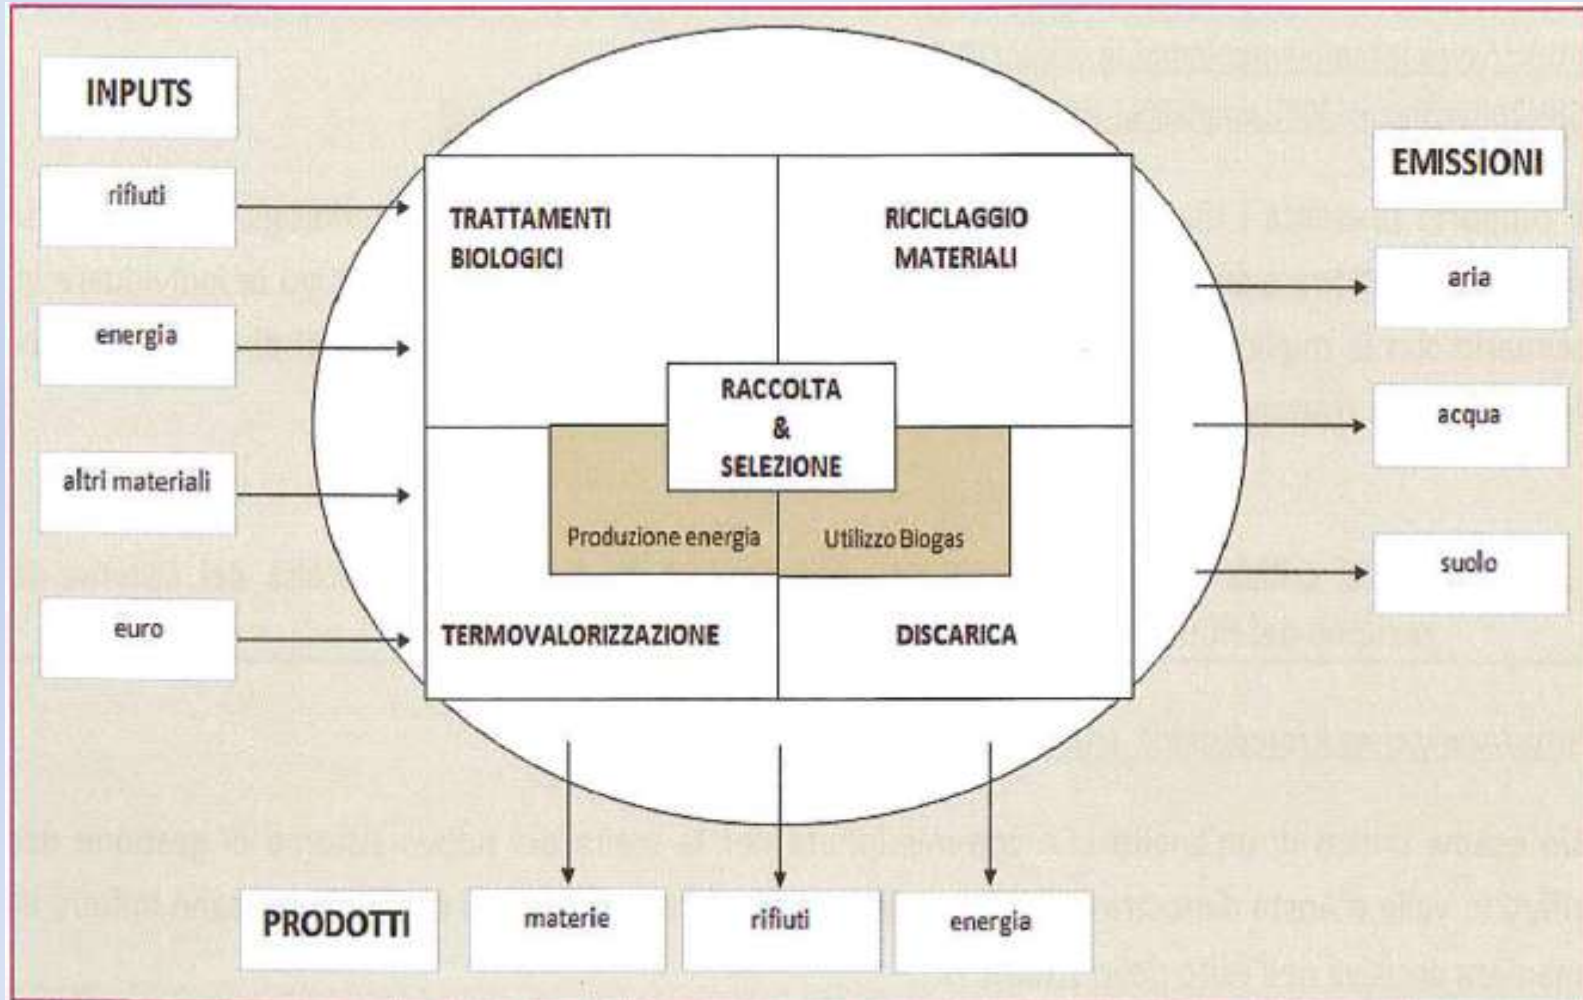 INPUTS
rifiuti
energia
altri materiali
euro
TRATTAMENTI
BIOLOGICI
RICICLAGGIO
MATERIALI
RACCOLTA
&
SELEZIONE
Produzione energia
Utilizzo Biogas
TERMOVALORIZZAZIONE
DISCARICA
EMISSIONI
aria
acqua
suolo
PRODOTTI
materie
rifiuti
energia